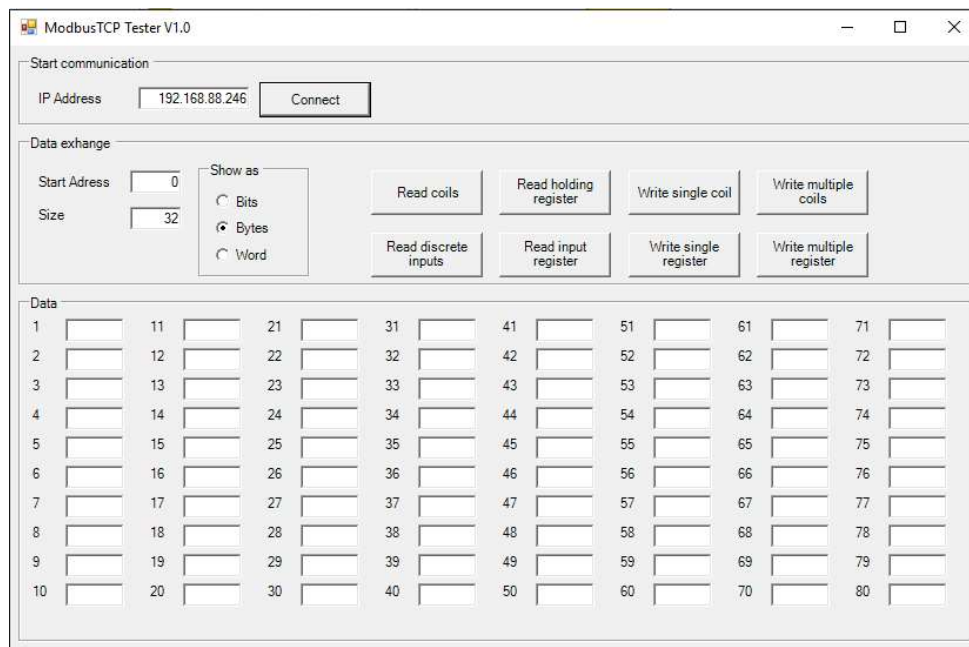 ModbusTCP Tester V1.0
Start communication
IP Address 192.168.88.246 Connect
Data exhange
Start Adress 0
Size 32
Show as
Bits
Bytes
Word
Read coils
Read holding
register
Write single coil
Write multiple
coils
Read discrete
inputs
Read input
register
Write single
register
Write multiple
register
Data
1 11 21 31 41 51 61 71
2 12 22 32 42 52 62 72
3 13 23 33 43 53 63 73
4 14 24 34 44 54 64 74
5 15 25 35 45 55 65 75
6 16 26 36 46 56 66 76
7 17 27 37 47 57 67 77
8 18 28 38 48 58 68 78
9 19 29 39 49 59 69 79
10 20 30 40 50 60 70 80